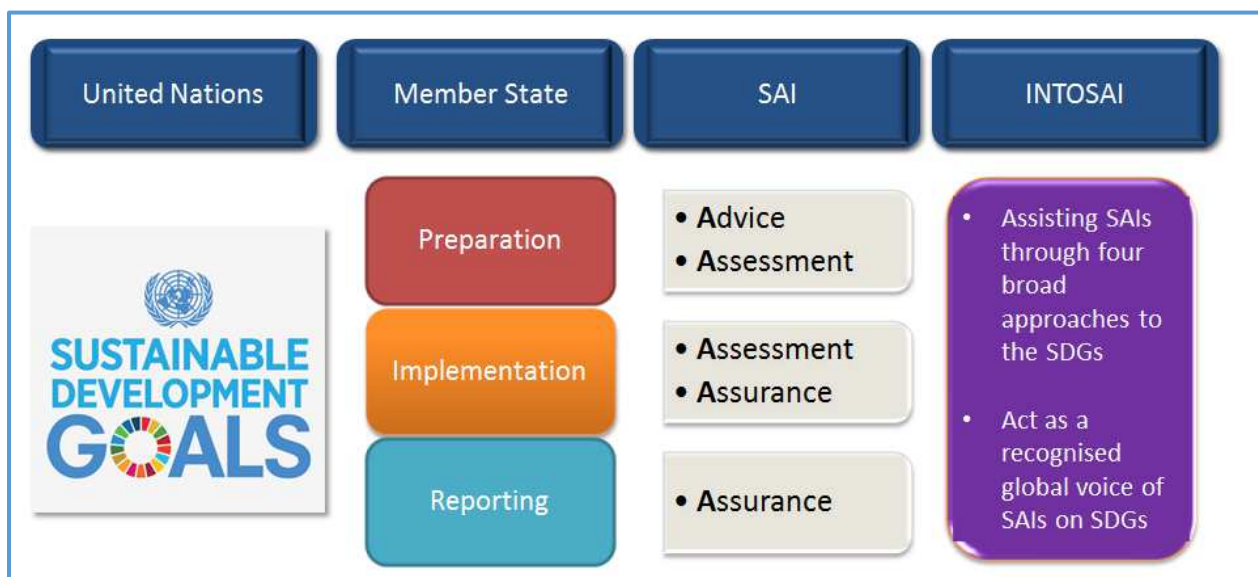 United Nations
Member State
SAI
INTOSAI
SUSTAINABLE
DEVELOPMENT
GOALS
Preparation
Implementation
Reporting
• Advice
• Assessment
• Assessment
• Assurance
• Assurance
• Assisting SAIs
through four
broad
approaches to
the SDGs
• Act as a
recognised
global voice of
SAIs on SDGs